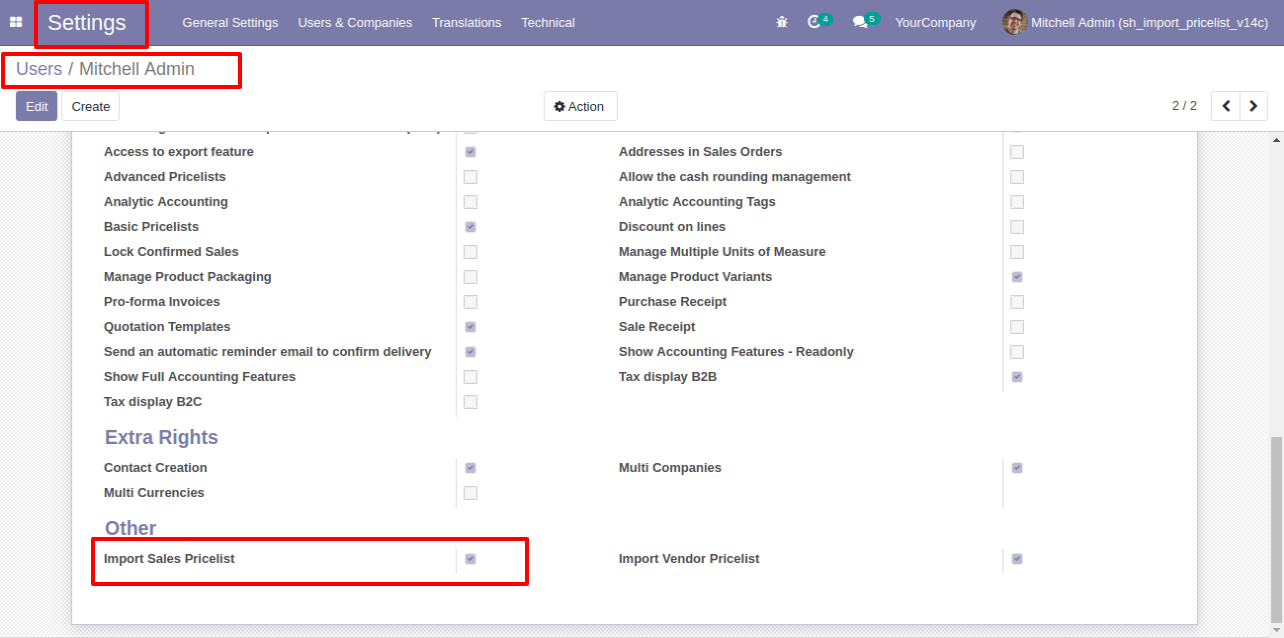 Settings General Settings Users & Companies Translations Technical 4 5 YourCompany Mitchell Admin (sh_import_pricelist_v14c)
Users / Mitchell Admin
Edit Create Action 2 / 2
Access to export feature Addresses in Sales Orders
Advanced Pricelists Allow the cash rounding management
Analytic Accounting Analytic Accounting Tags
Basic Pricelists Discount on lines
Lock Confirmed Sales Manage Multiple Units of Measure
Manage Product Packaging Manage Product Variants
Pro-forma Invoices Purchase Receipt
Quotation Templates Sale Receipt
Send an automatic reminder email to confirm delivery Show Accounting Features - Readonly
Show Full Accounting Features Tax display B2B
Tax display B2C
Extra Rights
Contact Creation Multi Companies
Multi Currencies
Other
Import Sales Pricelist Import Vendor Pricelist